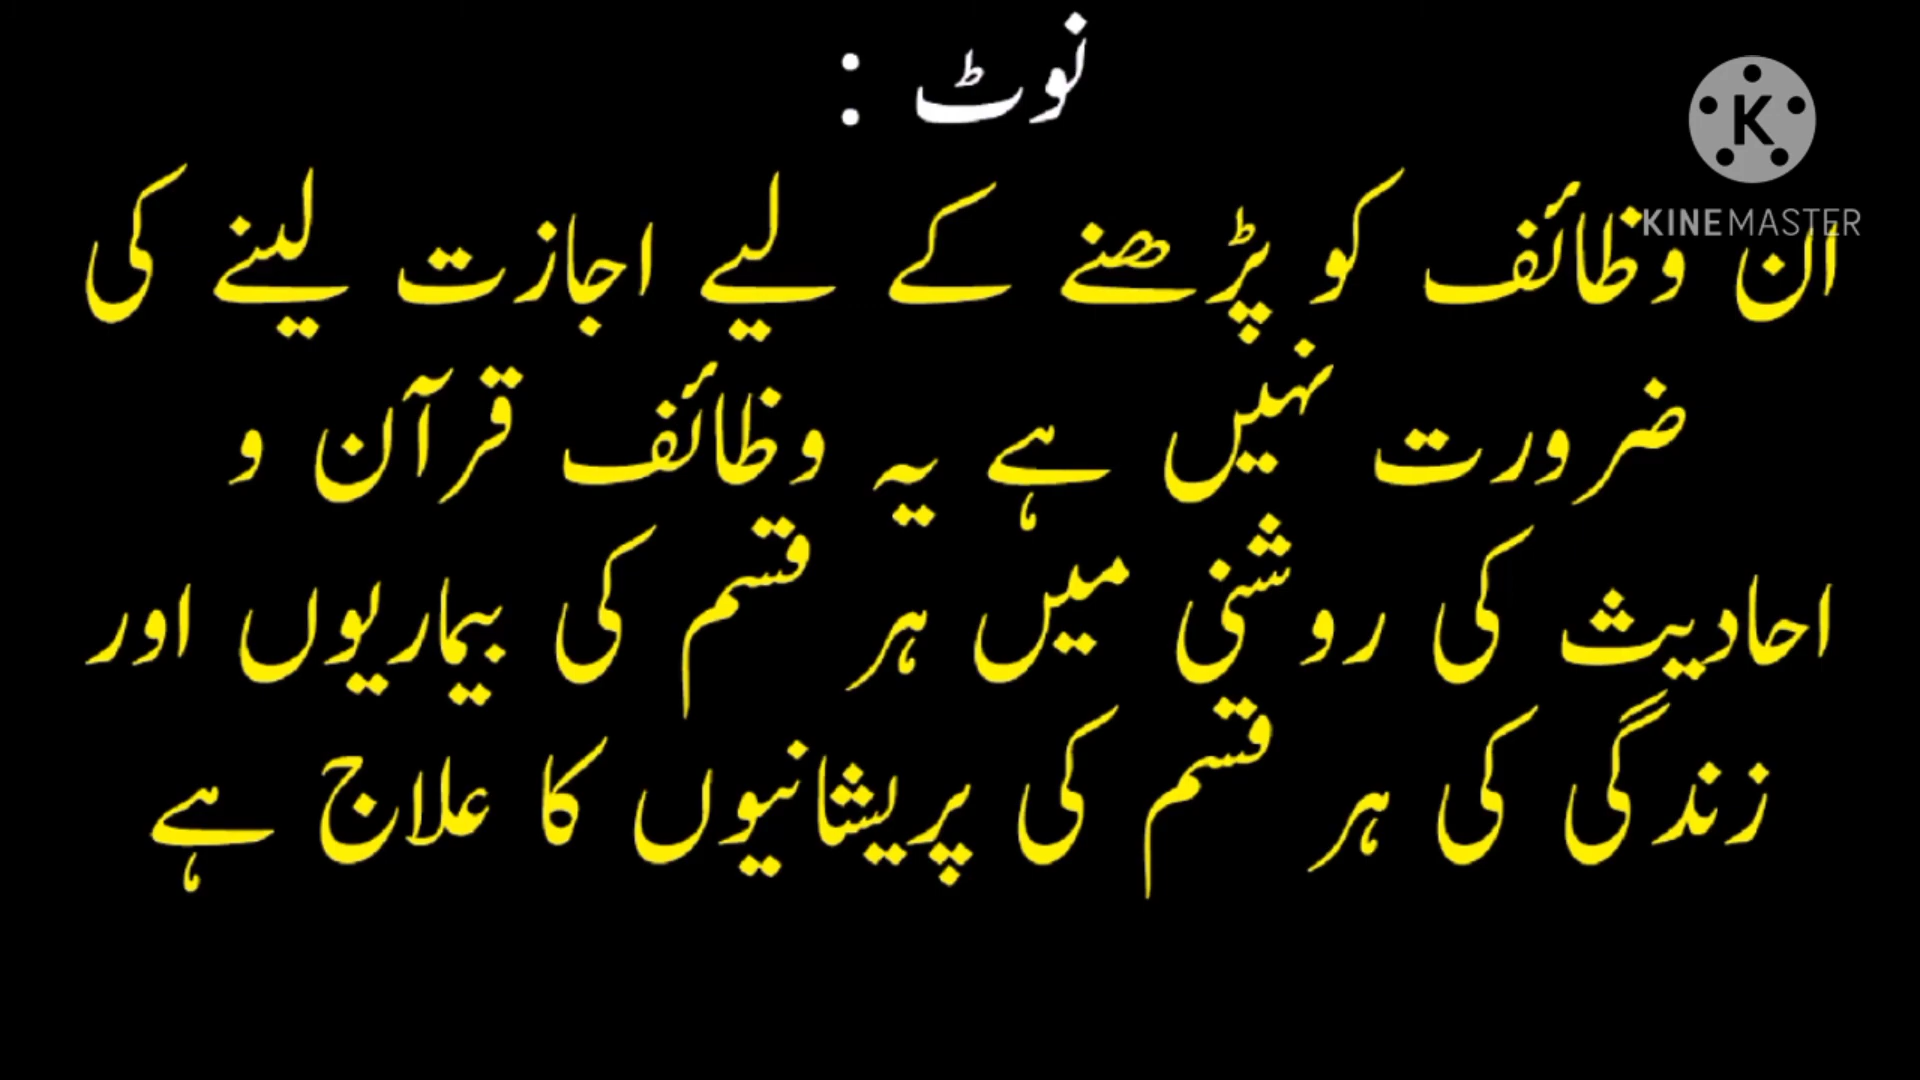 نوٹ :
K
KINEMASTER
ان وظائف کو پڑھنے کے لیے اجازت لینے کی
ضرورت نہیں ہے یہ وظائف قرآن و
احادیث کی روشنی میں ہر قسم کی بیماریوں اور
زندگی کی ہر قسم کی پریشانیوں کا علاج ہے